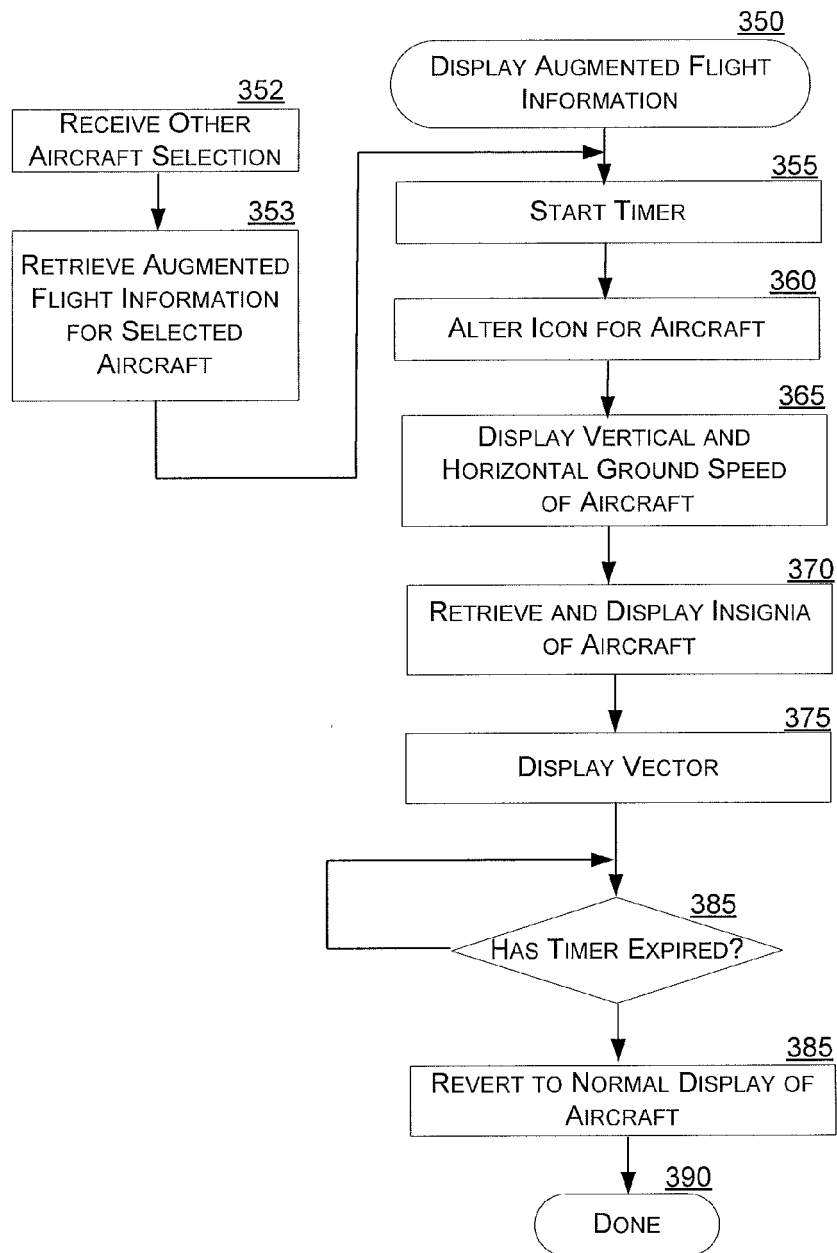 350
DISPLAY AUGMENTED FLIGHT
INFORMATION
352
RECEIVE OTHER
AIRCRAFT SELECTION
353
RETRIEVE AUGMENTED
FLIGHT INFORMATION
FOR SELECTED
AIRCRAFT
355
START TIMER
360
ALTER ICON FOR AIRCRAFT
365
DISPLAY VERTICAL AND
HORIZONTAL GROUND SPEED
OF AIRCRAFT
370
RETRIEVE AND DISPLAY INSIGNIA
OF AIRCRAFT
375
DISPLAY VECTOR
385
HAS TIMER EXPIRED?
385
REVERT TO NORMAL DISPLAY OF
AIRCRAFT
390
DONE